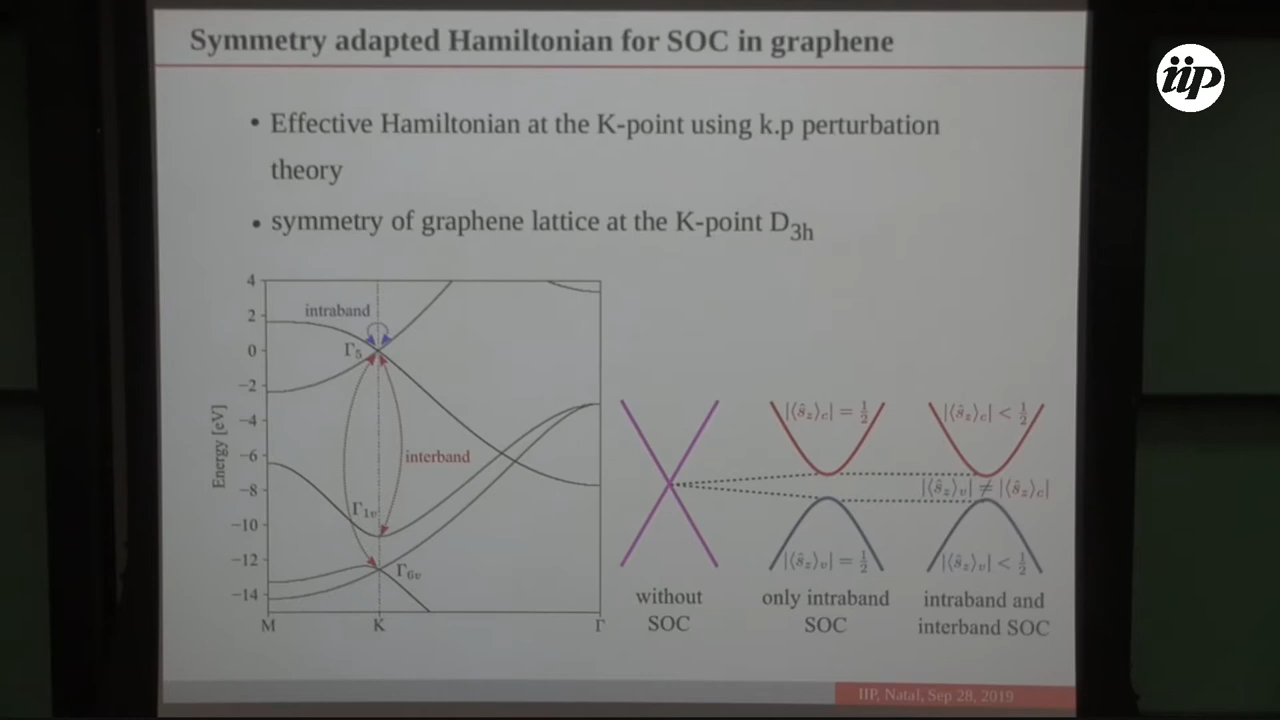 Symmetry adapted Hamiltonian for SOC in graphene
iip
• Effective Hamiltonian at the K-point using k.p perturbation
theory
• symmetry of graphene lattice at the K-point D3h
4
2
0
−2
−4
−6
−8
−10
−12
−14
Energy [eV]
M
K
Γ
intraband
Γ5
interband
Γ1v
Γ6v
|⟨ŝz⟩c| = 1/2
|⟨ŝz⟩c| < 1/2
|⟨ŝz⟩v| ≠ |⟨ŝz⟩c|
|⟨ŝz⟩v| = 1/2
|⟨ŝz⟩v| < 1/2
without
SOC
only intraband
SOC
intraband and
interband SOC
IIP, Natal, Sep 28, 2019